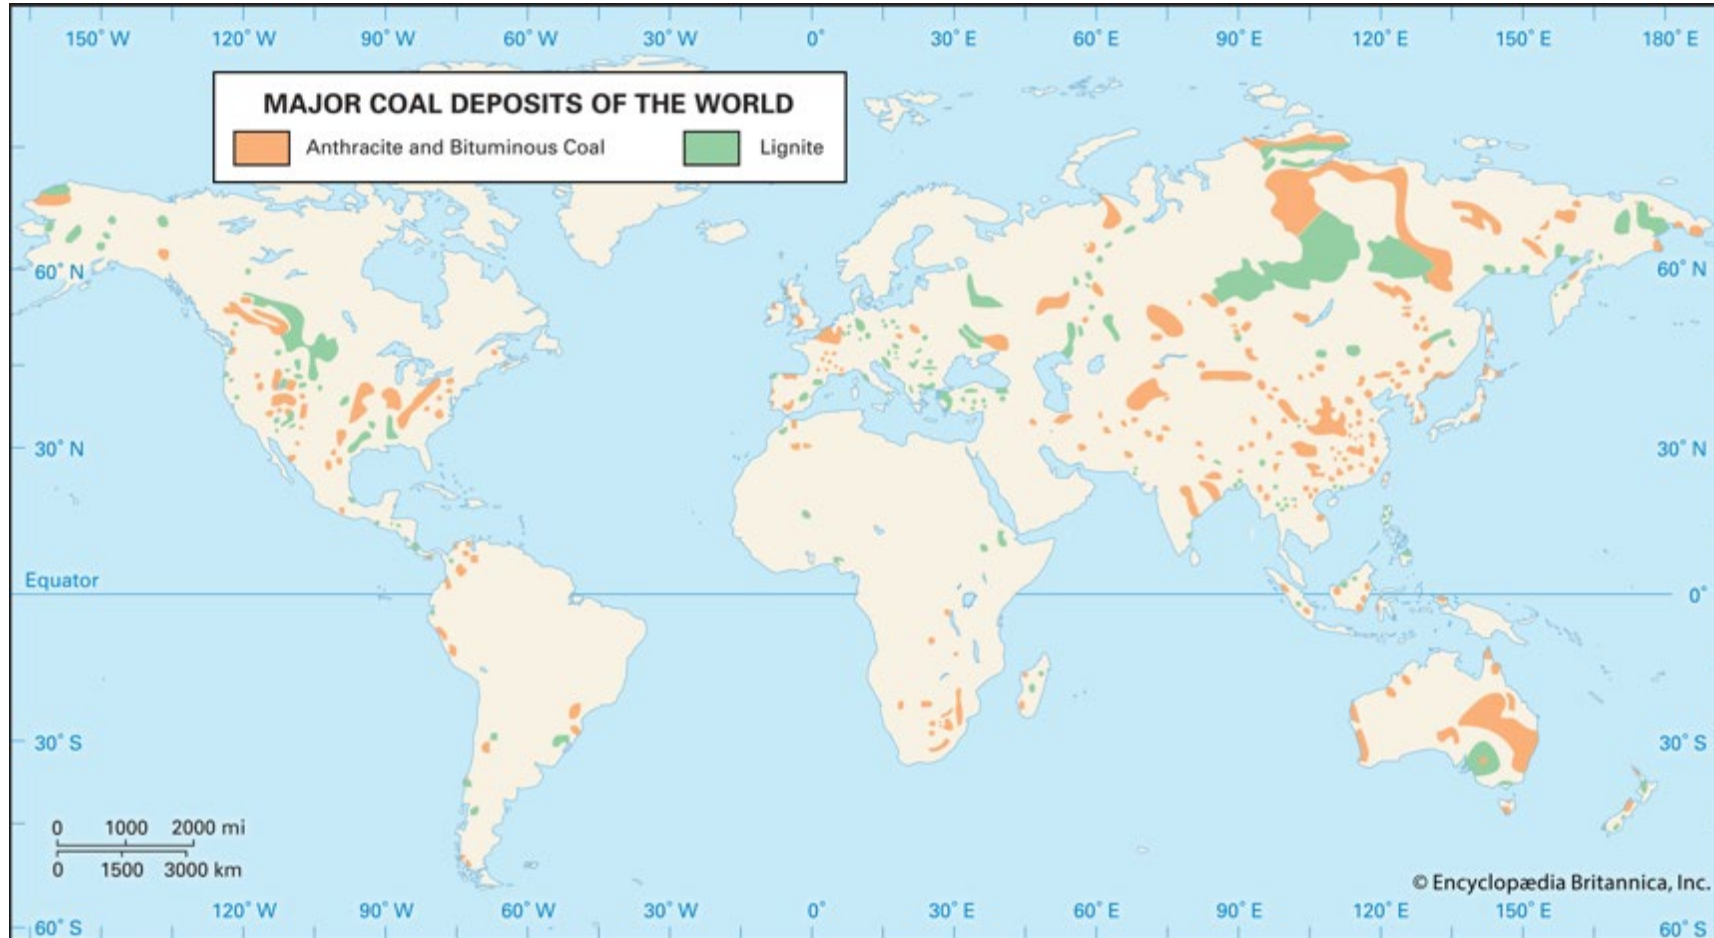 150° W 120° W 90° W 60° W 30° W 0° 30° E 60° E 90° E 120° E 150° E 180° E
MAJOR COAL DEPOSITS OF THE WORLD
Anthracite and Bituminous Coal Lignite
60° N 60° N
30° N 30° N
Equator 0°
30° S 30° S
0 1000 2000 mi
0 1500 3000 km
© Encyclopædia Britannica, Inc.
120° W 90° W 60° W 30° W 0° 30° E 60° E 90° E 120° E 150° E
60° S 60° S